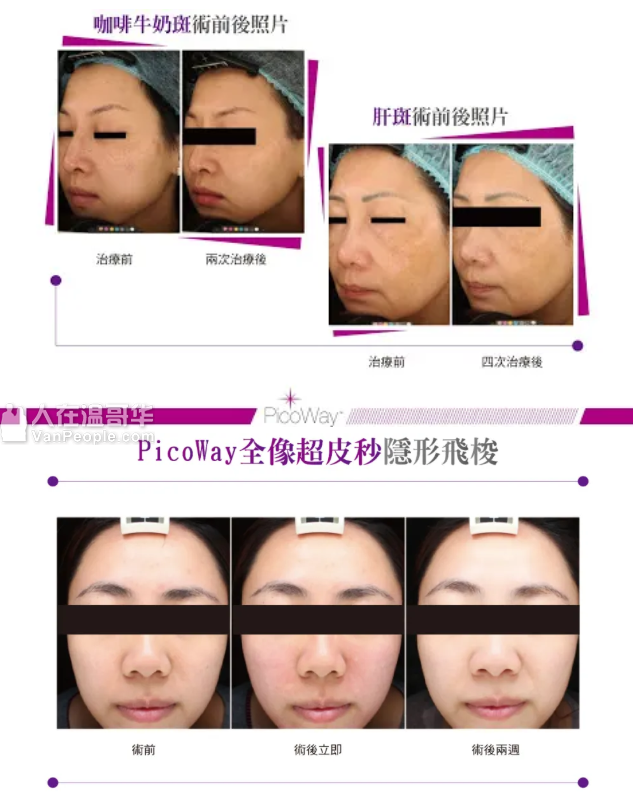 咖啡牛奶斑術前後照片
肝斑術前後照片
治療前
兩次治療後
治療前
四次治療後
PicoWay™
人在温哥华
VanPeople.com
PicoWay全像超皮秒隱形飛梭
術前
術後立即
術後兩週